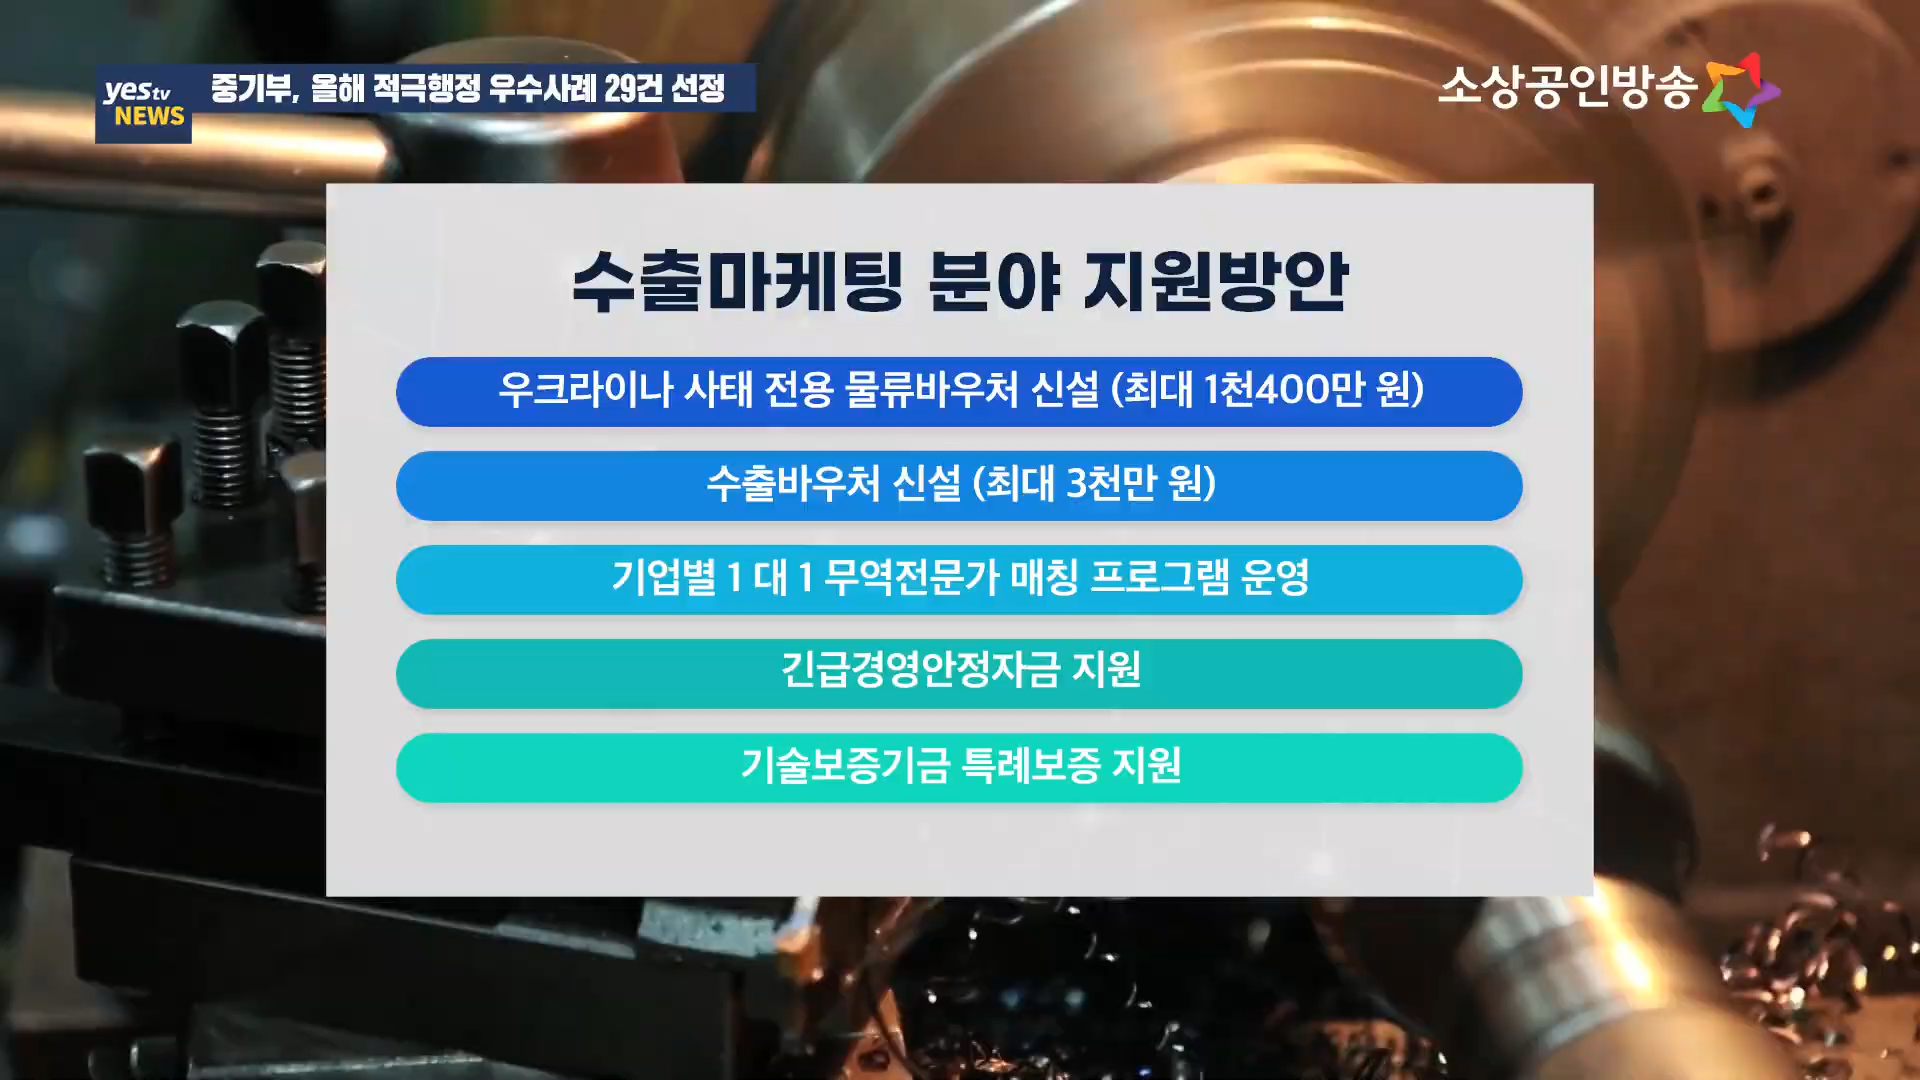 yestv
NEWS
중기부, 올해 적극행정 우수사례 29건 선정
소상공인방송
수출마케팅 분야 지원방안
우크라이나 사태 전용 물류바우처 신설 (최대 1천400만 원)
수출바우처 신설 (최대 3천만 원)
기업별 1 대 1 무역전문가 매칭 프로그램 운영
긴급경영안정자금 지원
기술보증기금 특례보증 지원